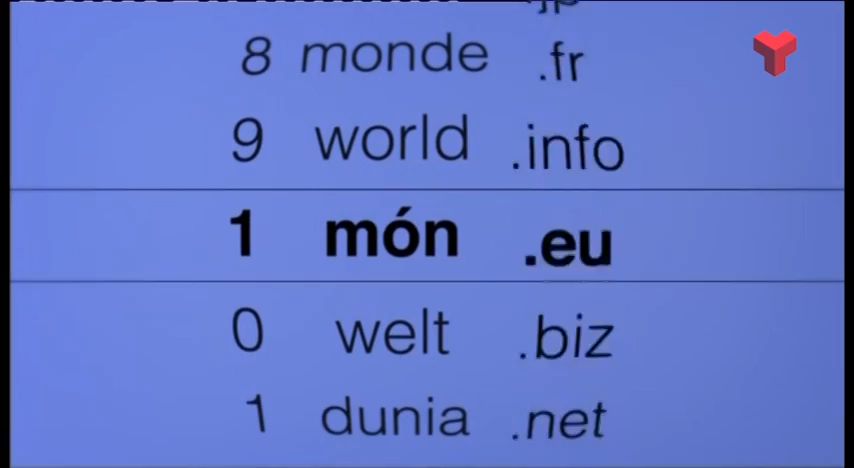 8 monde .fr
9 world .info
1 món .eu
0 welt .biz
1 dunia .net